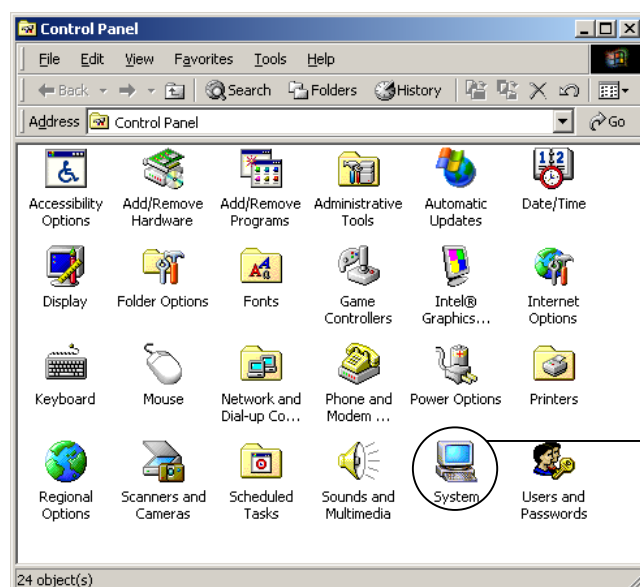 Control Panel
File Edit View Favorites Tools Help
Back Search Folders History
Address Control Panel Go
Accessibility Options
Add/Remove Hardware
Add/Remove Programs
Administrative Tools
Automatic Updates
Date/Time
Display
Folder Options
Fonts
Game Controllers
Intel® Graphics...
Internet Options
Keyboard
Mouse
Network and Dial-up Co...
Phone and Modem ...
Power Options
Printers
Regional Options
Scanners and Cameras
Scheduled Tasks
Sounds and Multimedia
System
Users and Passwords
24 object(s)